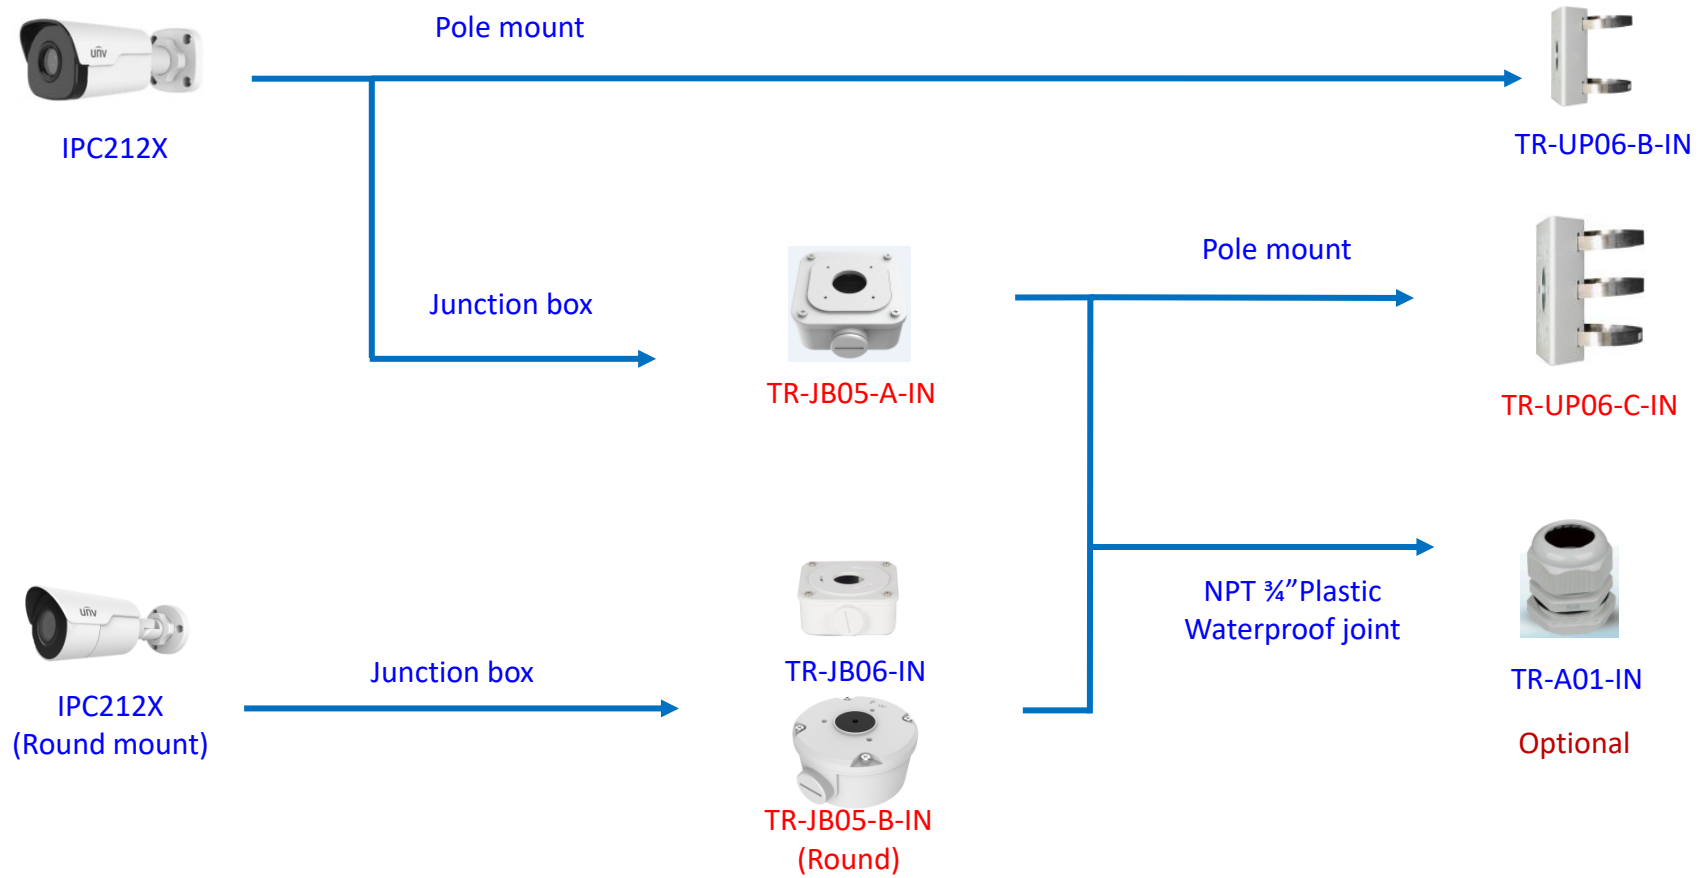 Pole mount
unv
IPC212X
TR-UP06-B-IN
Pole mount
Junction box
TR-JB05-A-IN
TR-UP06-C-IN
NPT ¾”Plastic
Waterproof joint
unv
Junction box
TR-JB06-IN
TR-A01-IN
IPC212X
(Round mount)
Optional
TR-JB05-B-IN
(Round)